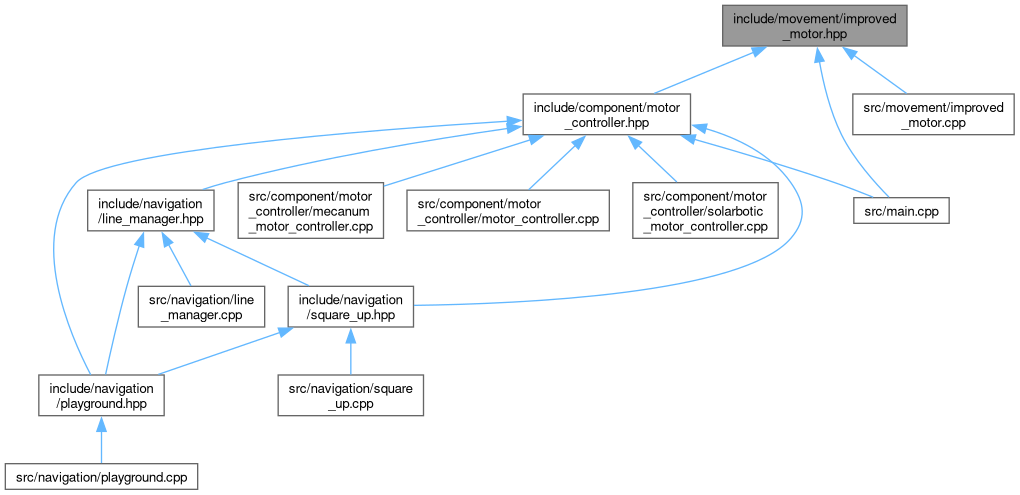 include/movement/improved
_motor.hpp
include/component/motor
_controller.hpp
src/movement/improved
_motor.cpp
include/navigation
/line_manager.hpp
src/component/motor
_controller/mecanum
_motor_controller.cpp
src/component/motor
_controller/motor_controller.cpp
src/component/motor
_controller/solarbotic
_motor_controller.cpp
src/main.cpp
src/navigation/line
_manager.cpp
include/navigation
/square_up.hpp
include/navigation
/playground.hpp
src/navigation/square
_up.cpp
src/navigation/playground.cpp